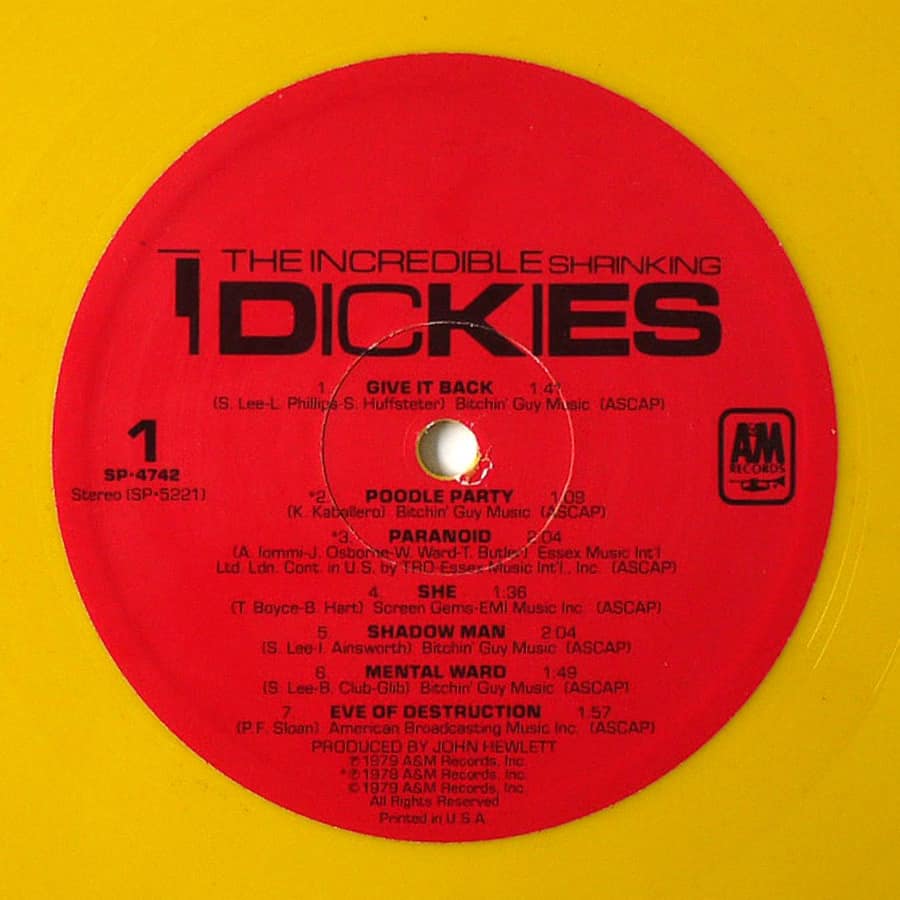 THE INCREDIBLE SHRINKING
DICKIES
1. GIVE IT BACK 1:41
(S. Lee-L. Phillips-S. Huffsteter) Bitchin' Guy Music (ASCAP)
1
SP-4742
Stereo (SP-5221)
A&M
RECORDS
*2. POODLE PARTY 1:09
(K. Kaballero) Bitchin' Guy Music (ASCAP)
*3. PARANOID 2:04
(A. Iommi-J. Osborne-W. Ward-T. Butler) Essex Music Int'l
Ltd. Ldn. Cont. in U.S. by TRO-Essex Music Int'l., Inc. (ASCAP)
4. SHE 1:36
(T. Boyce-B. Hart) Screen Gems-EMI Music Inc. (ASCAP)
5. SHADOW MAN 2:04
(S. Lee-I. Ainsworth) Bitchin' Guy Music (ASCAP)
6. MENTAL WARD 1:49
(S. Lee-B. Club-Glib) Bitchin' Guy Music (ASCAP)
7. EVE OF DESTRUCTION 1:57
(P.F. Sloan) American Broadcasting Music Inc. (ASCAP)
PRODUCED BY JOHN HEWLETT
℗1979 A&M Records, Inc.
*℗1978 A&M Records, Inc.
©1979 A&M Records, Inc.
All Rights Reserved
Printed in U.S.A.